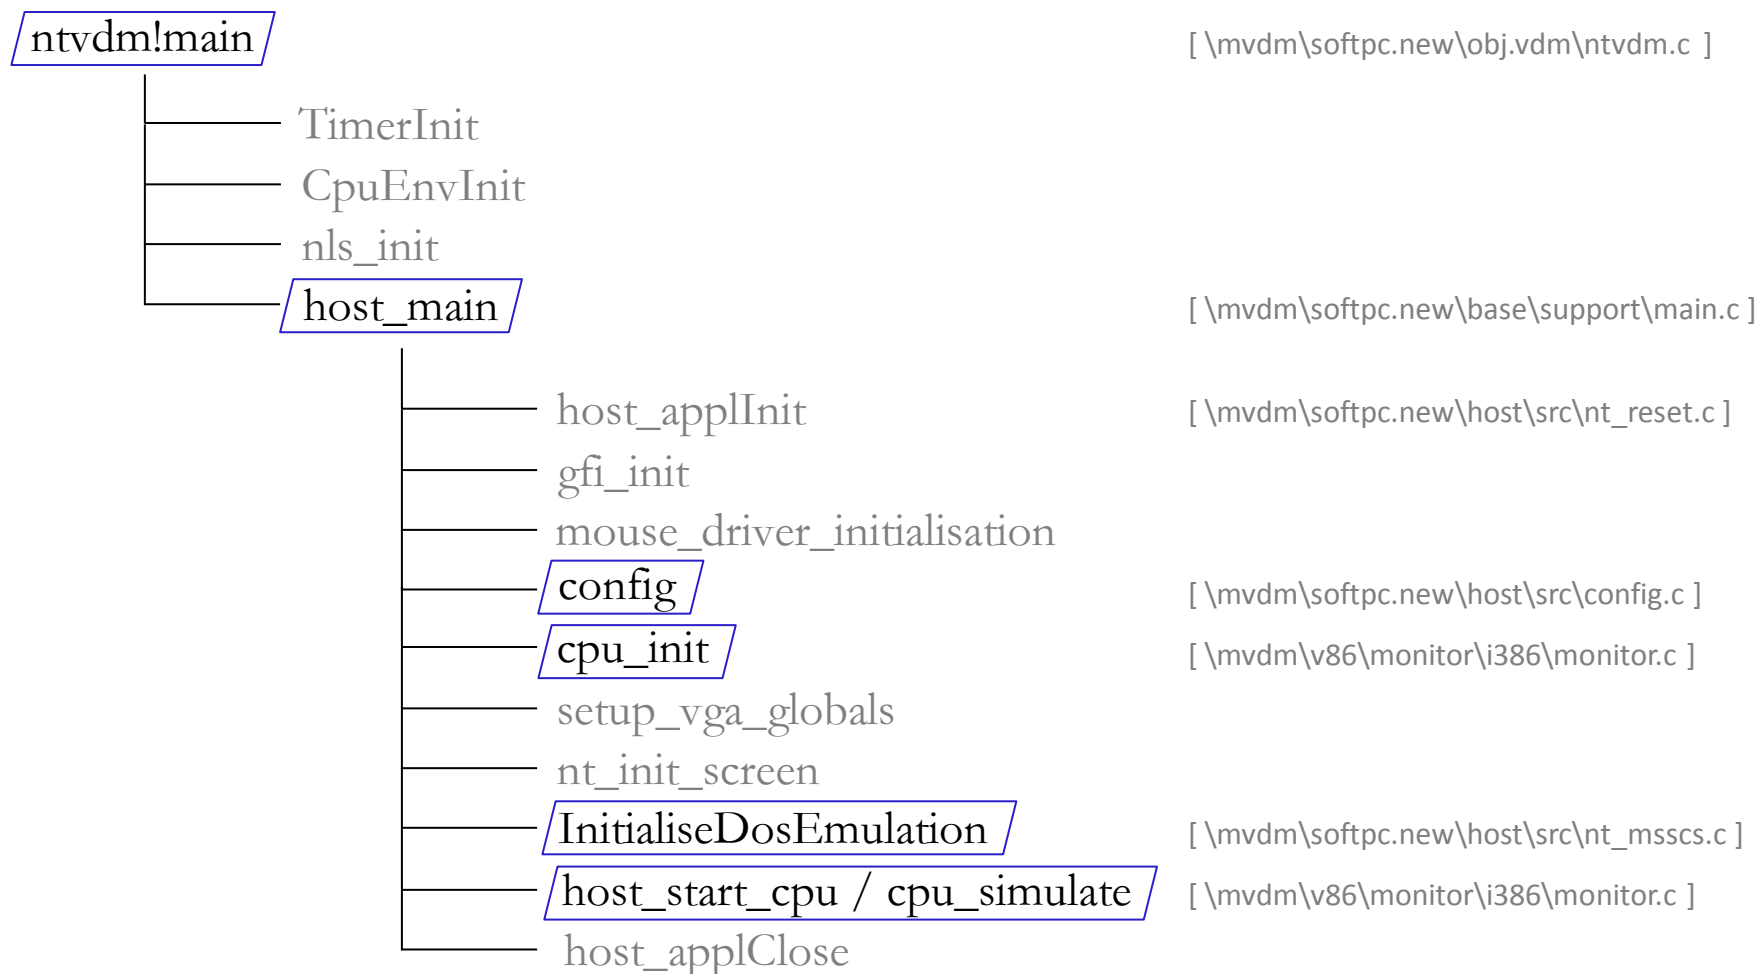 ntvdm!main [ \mvdm\softpc.new\obj.vdm\ntvdm.c ]
TimerInit
CpuEnvInit
nls_init
host_main [ \mvdm\softpc.new\base\support\main.c ]
host_applInit [ \mvdm\softpc.new\host\src\nt_reset.c ]
gfi_init
mouse_driver_initialisation
config [ \mvdm\softpc.new\host\src\config.c ]
cpu_init [ \mvdm\v86\monitor\i386\monitor.c ]
setup_vga_globals
nt_init_screen
InitialiseDosEmulation [ \mvdm\softpc.new\host\src\nt_msscs.c ]
host_start_cpu / cpu_simulate [ \mvdm\v86\monitor\i386\monitor.c ]
host_applClose